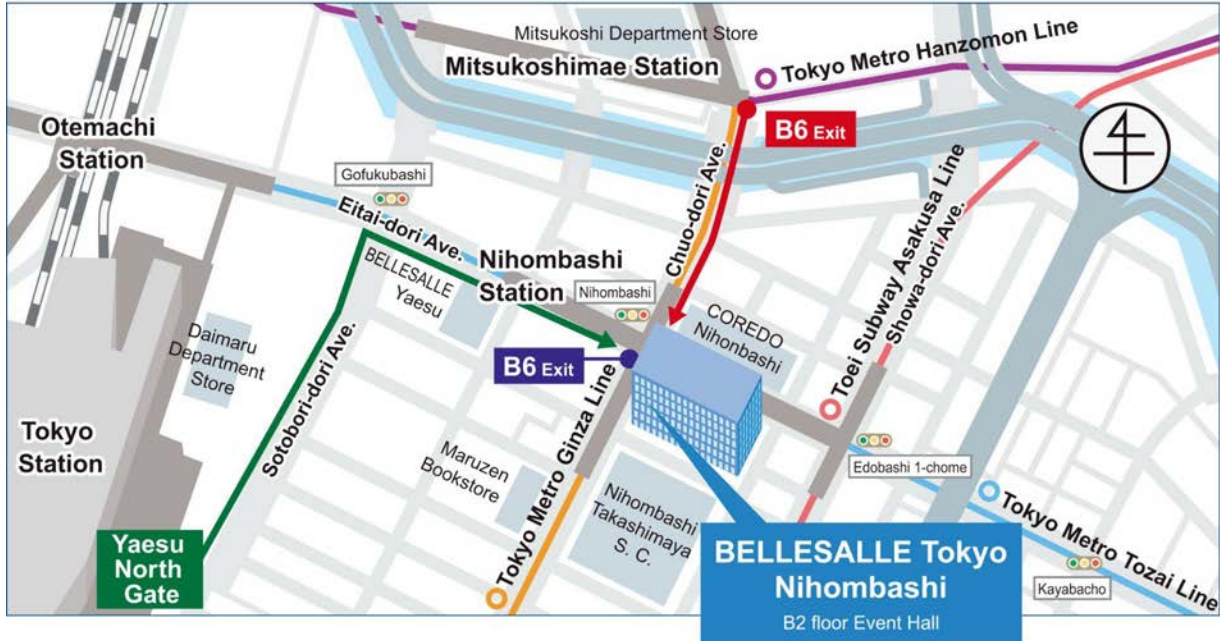 Mitsukoshi Department Store
Mitsukoshimae Station
Tokyo Metro Hanzomon Line
B6 Exit
Otemachi
Station
Gofukubashi
Eitai-dori Ave.
Chuo-dori Ave.
Toei Subway Asakusa Line
Showa-dori Ave.
BELLESALLE
Yaesu
Nihombashi
Station
Nihombashi
COREDO
Nihonbashi
Daimaru
Department
Store
Sotobori-dori Ave.
B6 Exit
Tokyo
Station
Maruzen
Bookstore
Tokyo Metro Ginza Line
Edobashi 1-chome
Nihombashi
Takashimaya
S. C.
Tokyo Metro Tozai Line
Yaesu
North
Gate
BELLESALLE Tokyo
Nihombashi
B2 floor Event Hall
Kayabacho